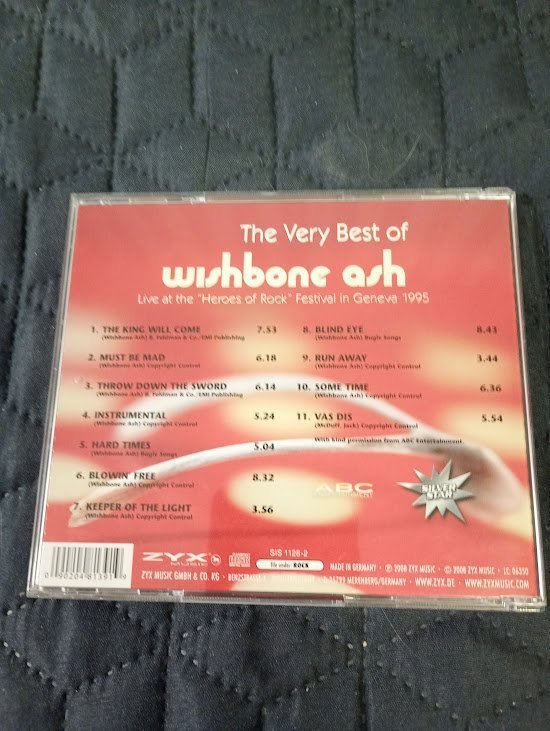 The Very Best of
wishbone ash
Live at the "Heroes of Rock" Festival in Geneva 1995
1. THE KING WILL COME 7.53
(Wishbone Ash) B. Feldman & Co./EMI Publishing
2. MUST BE MAD 6.18
(Wishbone Ash) Copyright Control
3. THROW DOWN THE SWORD 6.14
(Wishbone Ash) B. Feldman & Co./EMI Publishing
4. INSTRUMENTAL 5.24
(Wishbone Ash) Copyright Control
5. HARD TIMES 5.04
(Wishbone Ash) Bugle Songs
6. BLOWIN' FREE 8.32
(Wishbone Ash) Copyright Control
7. KEEPER OF THE LIGHT 3.56
(Wishbone Ash) Copyright Control
8. BLIND EYE 8.43
(Wishbone Ash) Bugle Songs
9. RUN AWAY 3.44
(Wishbone Ash) Copyright Control
10. SOME TIME 6.36
(Wishbone Ash) Copyright Control
11. VAS DIS 5.54
(McDuff, Jack) Copyright Control
With kind permission from ABC Entertainment.
ABC
SILVER STAR
0 90204 81391 9
ZYX
MUSIC
SIS 1126-2
file under ROCK
MADE IN GERMANY · ℗ 2008 ZYX MUSIC · © 2008 ZYX MUSIC · LC 06350
ZYX MUSIC GMBH & CO. KG · BENZSTRASSE MERENBERG/GERMANY · WWW.ZYX.DE · WWW.ZYXMUSIC.COM